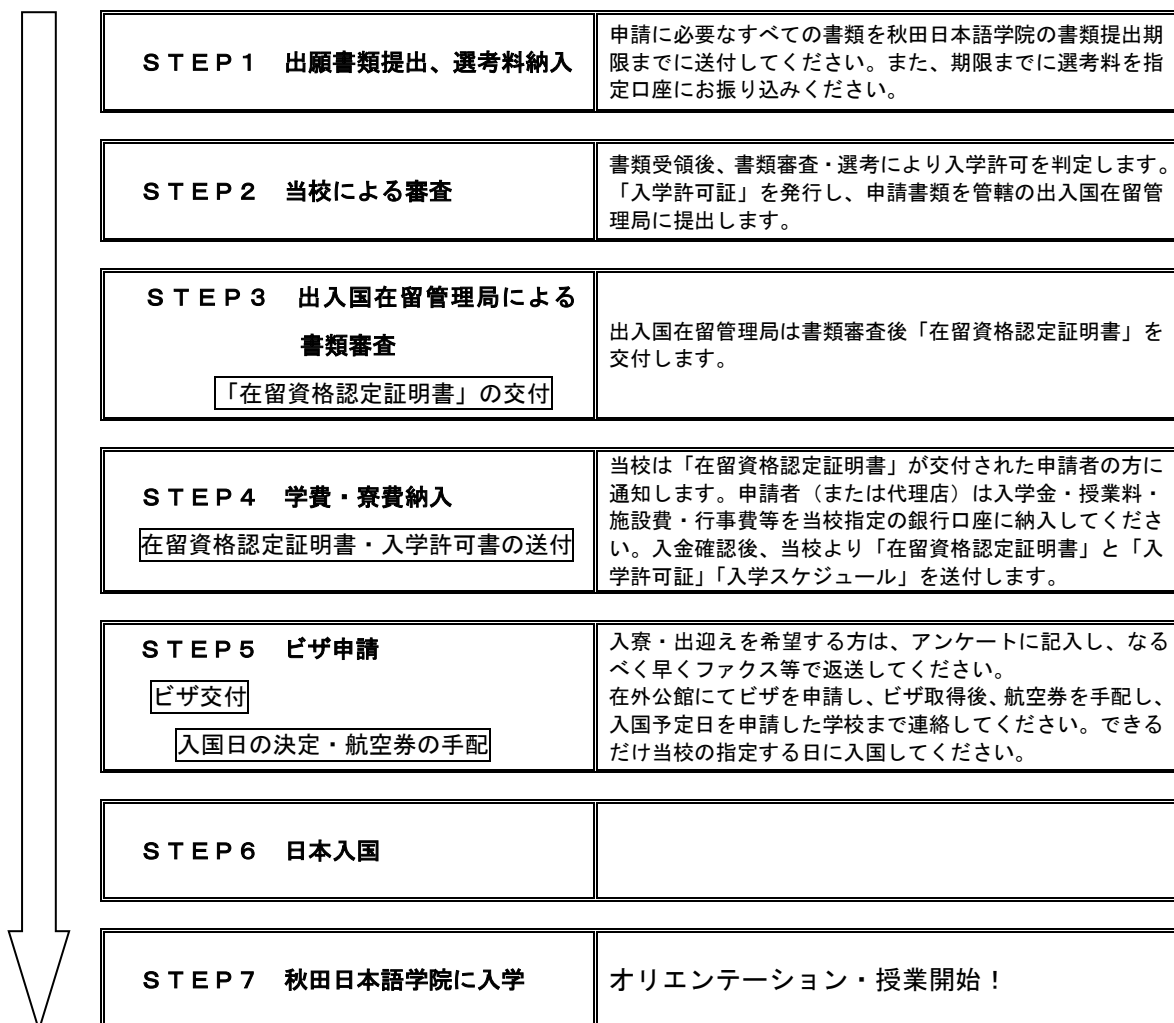 ＳＴＥＰ１　出願書類提出、選考料納入
申請に必要なすべての書類を秋田日本語学院の書類提出期
限までに送付してください。また、期限までに選考料を指
定口座にお振り込みください。
ＳＴＥＰ２　当校による審査
書類受領後、書類審査・選考により入学許可を判定します。
「入学許可証」を発行し、申請書類を管轄の出入国在留管
理局に提出します。
ＳＴＥＰ３　出入国在留管理局による
書類審査
「在留資格認定証明書」の交付
出入国在留管理局は書類審査後「在留資格認定証明書」を
交付します。
ＳＴＥＰ４　学費・寮費納入
在留資格認定証明書・入学許可書の送付
当校は「在留資格認定証明書」が交付された申請者の方に
通知します。申請者（または代理店）は入学金・授業料・
施設費・行事費等を当校指定の銀行口座に納入してくださ
い。入金確認後、当校より「在留資格認定証明書」と「入
学許可証」「入学スケジュール」を送付します。
ＳＴＥＰ５　ビザ申請
ビザ交付
入国日の決定・航空券の手配
入寮・出迎えを希望する方は、アンケートに記入し、なる
べく早くファクス等で返送してください。
在外公館にてビザを申請し、ビザ取得後、航空券を手配し、
入国予定日を申請した学校まで連絡してください。できる
だけ当校の指定する日に入国してください。
ＳＴＥＰ６　日本入国
ＳＴＥＰ７　秋田日本語学院に入学
オリエンテーション・授業開始！